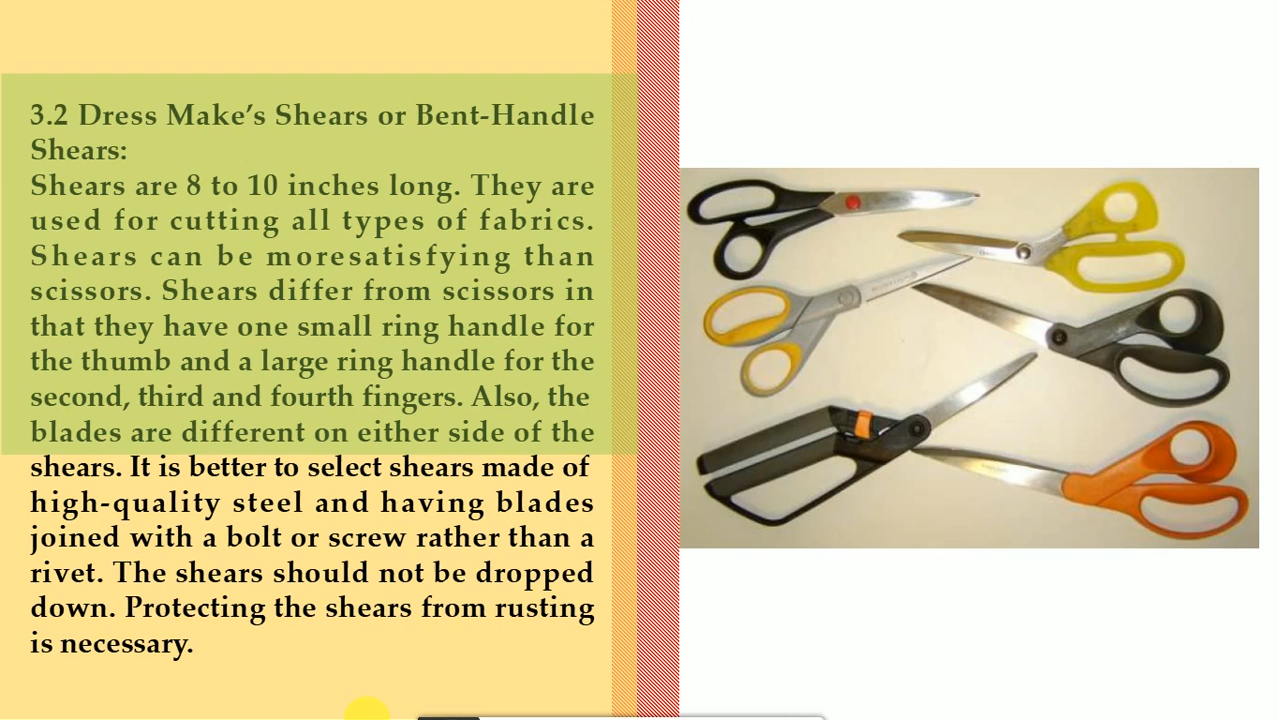 3.2 Dress Make’s Shears or Bent-Handle
Shears:
Shears are 8 to 10 inches long. They are
used for cutting all types of fabrics.
Shears can be moresatisfying than
scissors. Shears differ from scissors in
that they have one small ring handle for
the thumb and a large ring handle for the
second, third and fourth fingers. Also, the
blades are different on either side of the
shears. It is better to select shears made of
high-quality steel and having blades
joined with a bolt or screw rather than a
rivet. The shears should not be dropped
down. Protecting the shears from rusting
is necessary.